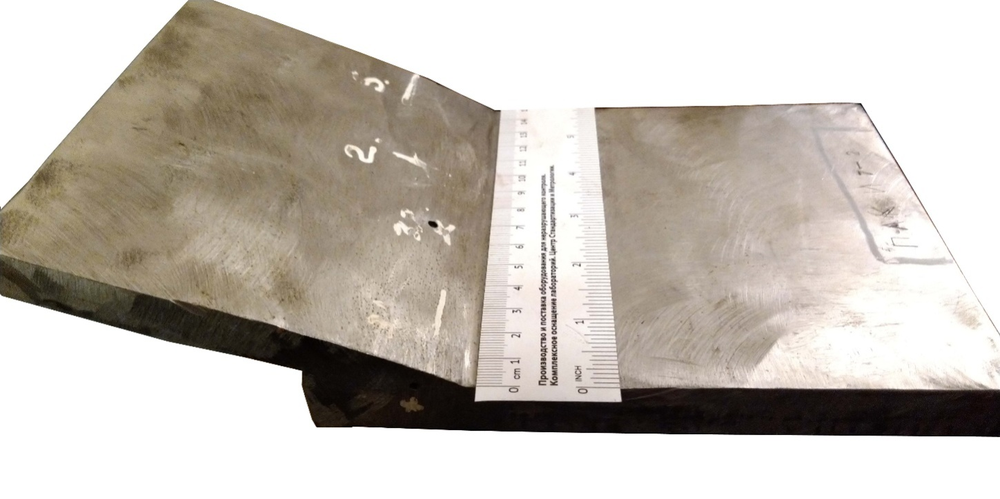 3.
2.
0 cm 1 2 3 4 5 6 7 8 9 10 11 12 13 14
Производство и поставка оборудования для неразрушающего контроля.
Комплексное оснащение лабораторий. Центр Стандартизации и Метрологии.
0 INCH 1 2 3 4 5